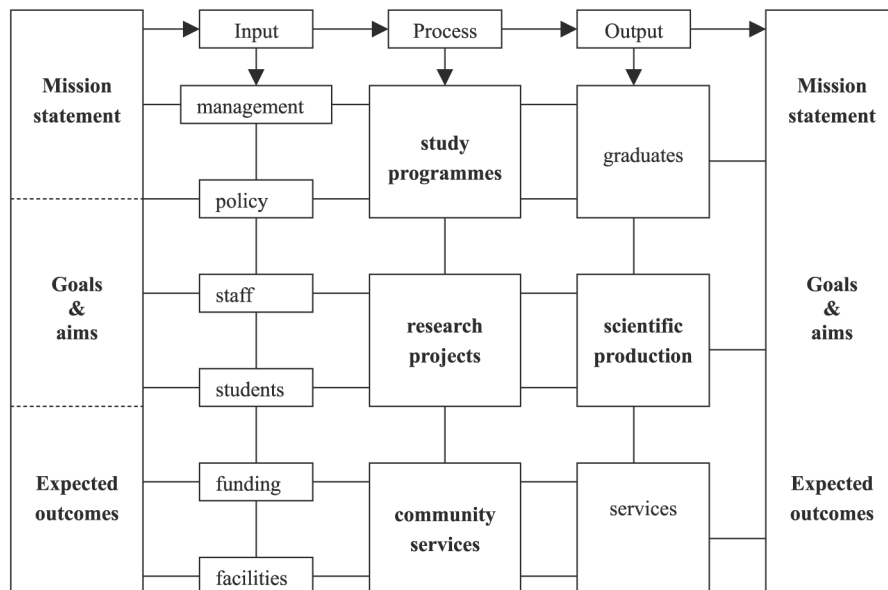 Input
Process
Output
Mission
statement
Goals
&
aims
Expected
outcomes
management
policy
staff
students
funding
facilities
study
programmes
research
projects
community
services
graduates
scientific
production
services
Mission
statement
Goals
&
aims
Expected
outcomes